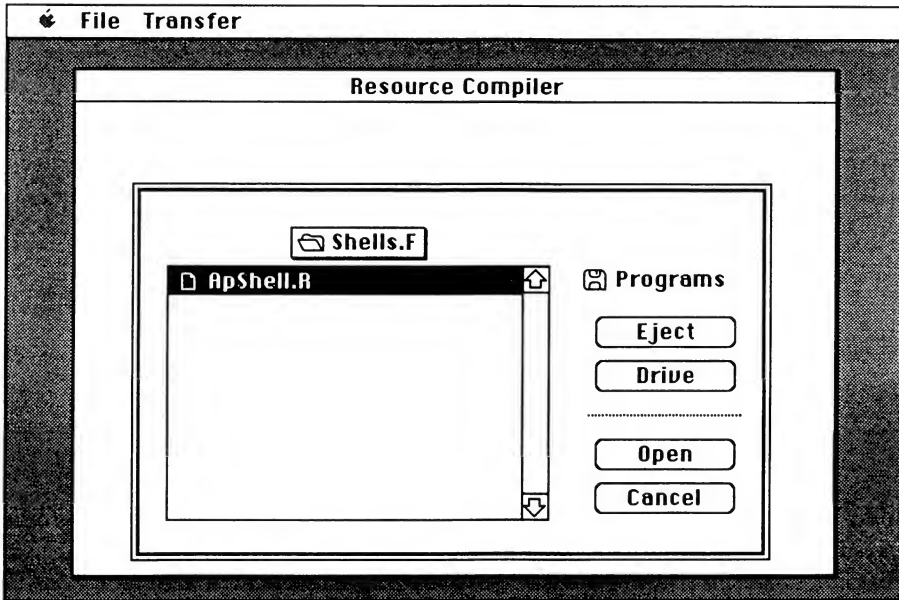 File Transfer
Resource Compiler
Shells.F
ApShell.R
Programs
Eject
Drive
Open
Cancel